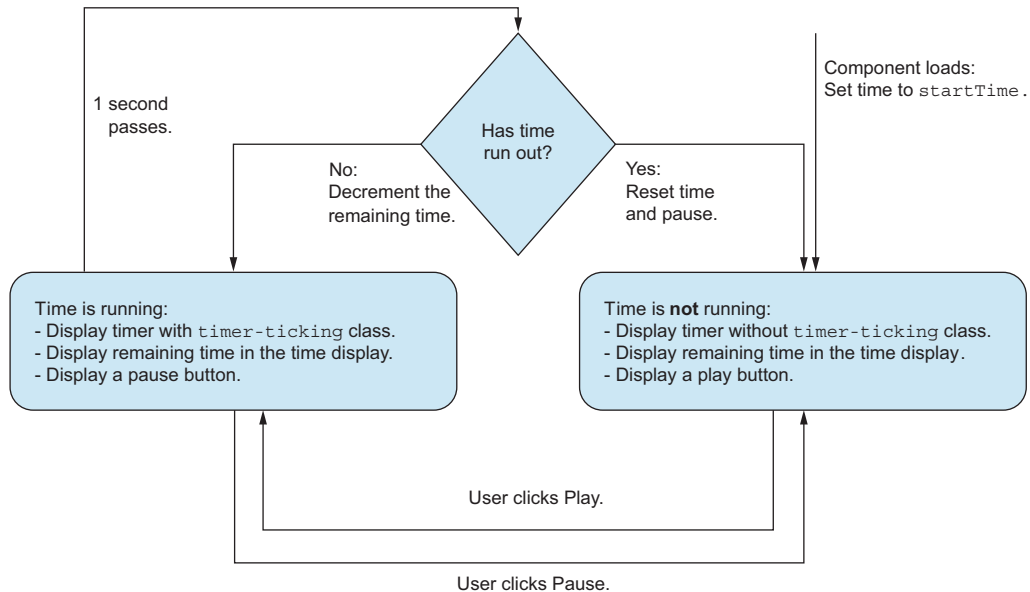 Component loads:
Set time to startTime.
1 second
passes.
Has time
run out?
No:
Decrement the
remaining time.
Yes:
Reset time
and pause.
Time is running:
- Display timer with timer-ticking class.
- Display remaining time in the time display.
- Display a pause button.
Time is not running:
- Display timer without timer-ticking class.
- Display remaining time in the time display.
- Display a play button.
User clicks Play.
User clicks Pause.